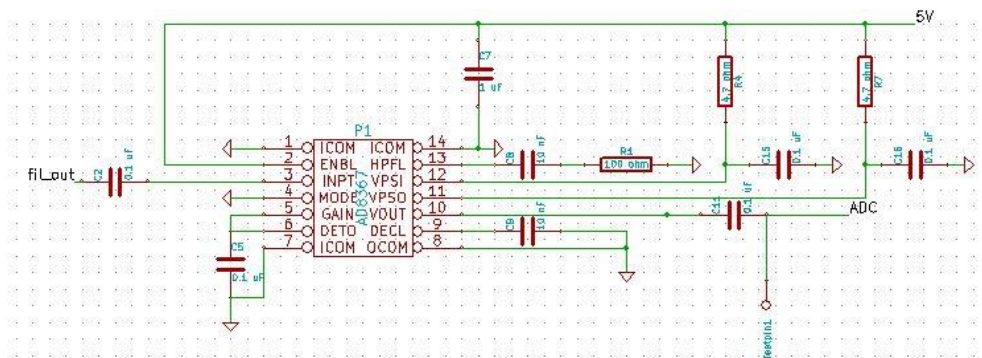 5V
C7
1 uF
4.7 ohm
R4
4.7 ohm
R7
P1
1 ICOM ICOM 14
2 ENBL HPFL 13
3 INPT VPSI 12
4 MODE VPSO 11
5 GAIN VOUT 10
6 DETO DECL 9
7 ICOM OCOM 8
AD8367
fil_out
C2
0.1 uF
C8
10 nF
R1
100 ohm
C15
0.1 uF
C16
0.1 uF
C11
0.1 uF
ADC
C9
10 nF
C5
0.1 uF
Testpin1